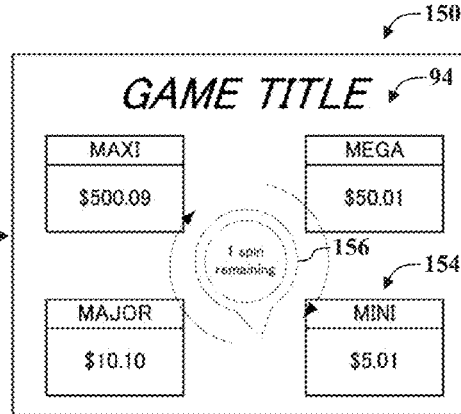 150
GAME TITLE
94
MAXI
MEGA
$500.09
$50.01
1 spin
remaining
156
154
MAJOR
MINI
$10.10
$5.01